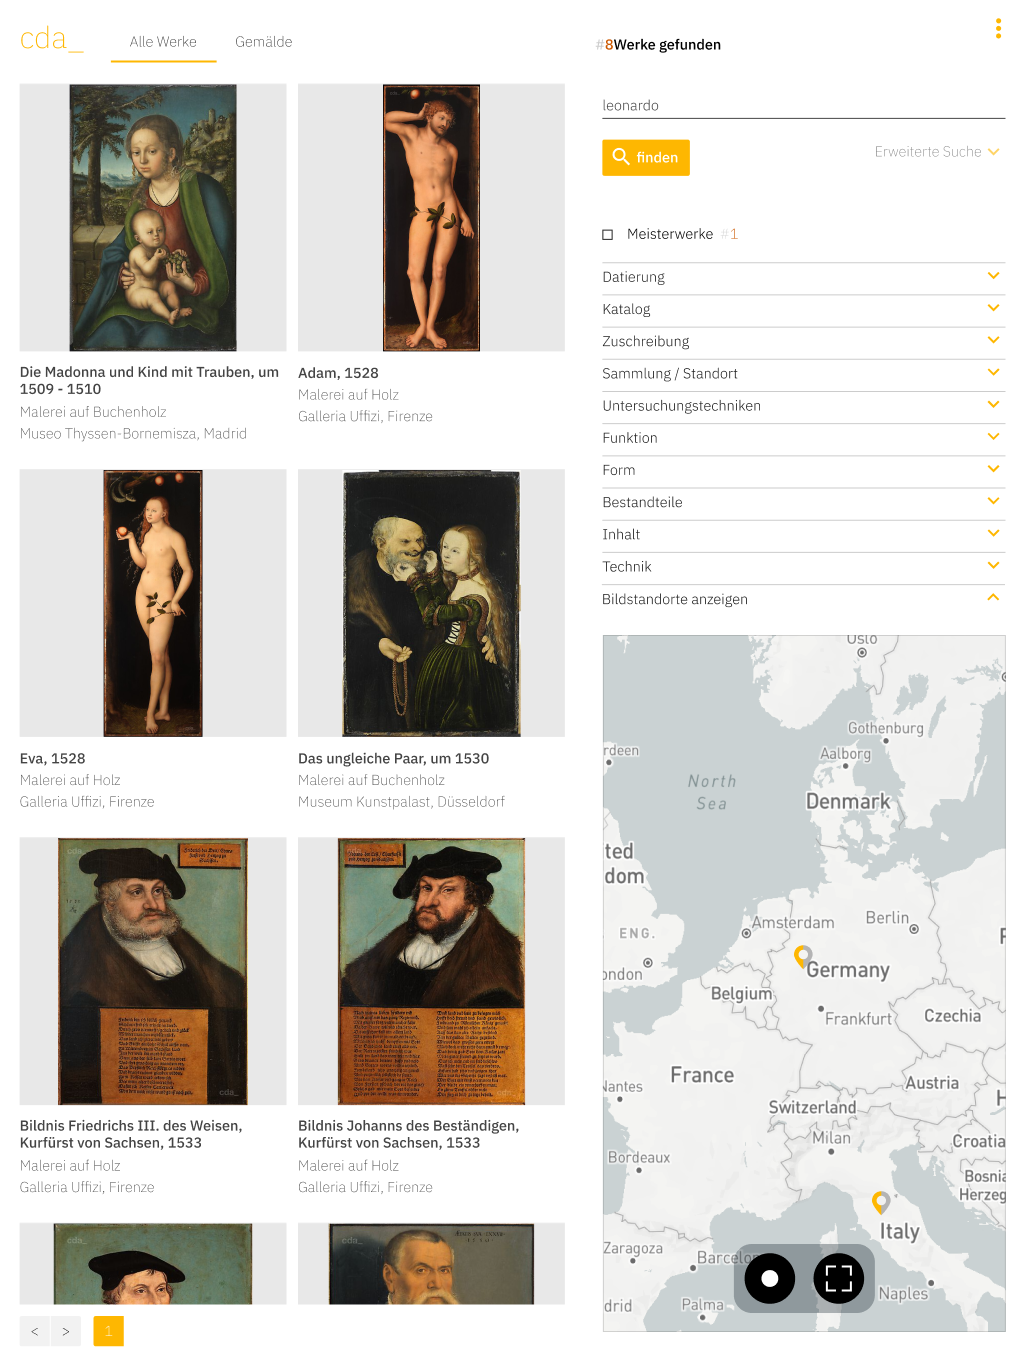 cda_
Alle Werke
Gemälde
#8Werke gefunden
leonardo
finden
Erweiterte Suche
Meisterwerke #1
Datierung
Katalog
Zuschreibung
Sammlung / Standort
Untersuchungstechniken
Funktion
Form
Bestandteile
Inhalt
Technik
Bildstandorte anzeigen
Die Madonna und Kind mit Trauben, um
1509 - 1510
Malerei auf Buchenholz
Museo Thyssen-Bornemisza, Madrid
Adam, 1528
Malerei auf Holz
Galleria Uffizi, Firenze
Eva, 1528
Malerei auf Holz
Galleria Uffizi, Firenze
Das ungleiche Paar, um 1530
Malerei auf Buchenholz
Museum Kunstpalast, Düsseldorf
Bildnis Friedrichs III. des Weisen,
Kurfürst von Sachsen, 1533
Malerei auf Holz
Galleria Uffizi, Firenze
Bildnis Johanns des Beständigen,
Kurfürst von Sachsen, 1533
Malerei auf Holz
Galleria Uffizi, Firenze
cda_
cda_
< > 1
Oslo
Gothenburg
rdeen
Aalborg
North
Sea
Denmark
ted
dom
Amsterdam
Berlin
ENG.
ondon
Germany
Belgium
Frankfurt
Czechia
France
Nantes
Austria
Switzerland
Milan
Croatia
Bordeaux
Bosnia
Herzeg
Italy
Zaragoza
Barcelo
Naples
drid
Palma